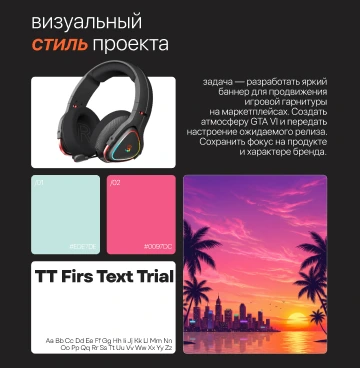 визуальный
стиль проекта
задача — разработать яркий
баннер для продвижения
игровой гарнитуры
на маркетплейсах. Создать
атмосферу GTA VI и передать
настроение ожидаемого релиза.
Сохранить фокус на продукте
и характере бренда.
/01
/02
#0097DC
TT Firs Text Trial
Aa Bb Cc Dd Ee Ff Gg Hh Ii Jj Kk Ll Mm Nn
Oo Pp Qq Rr Ss Tt Uu Vv Ww Xx Yy Zz